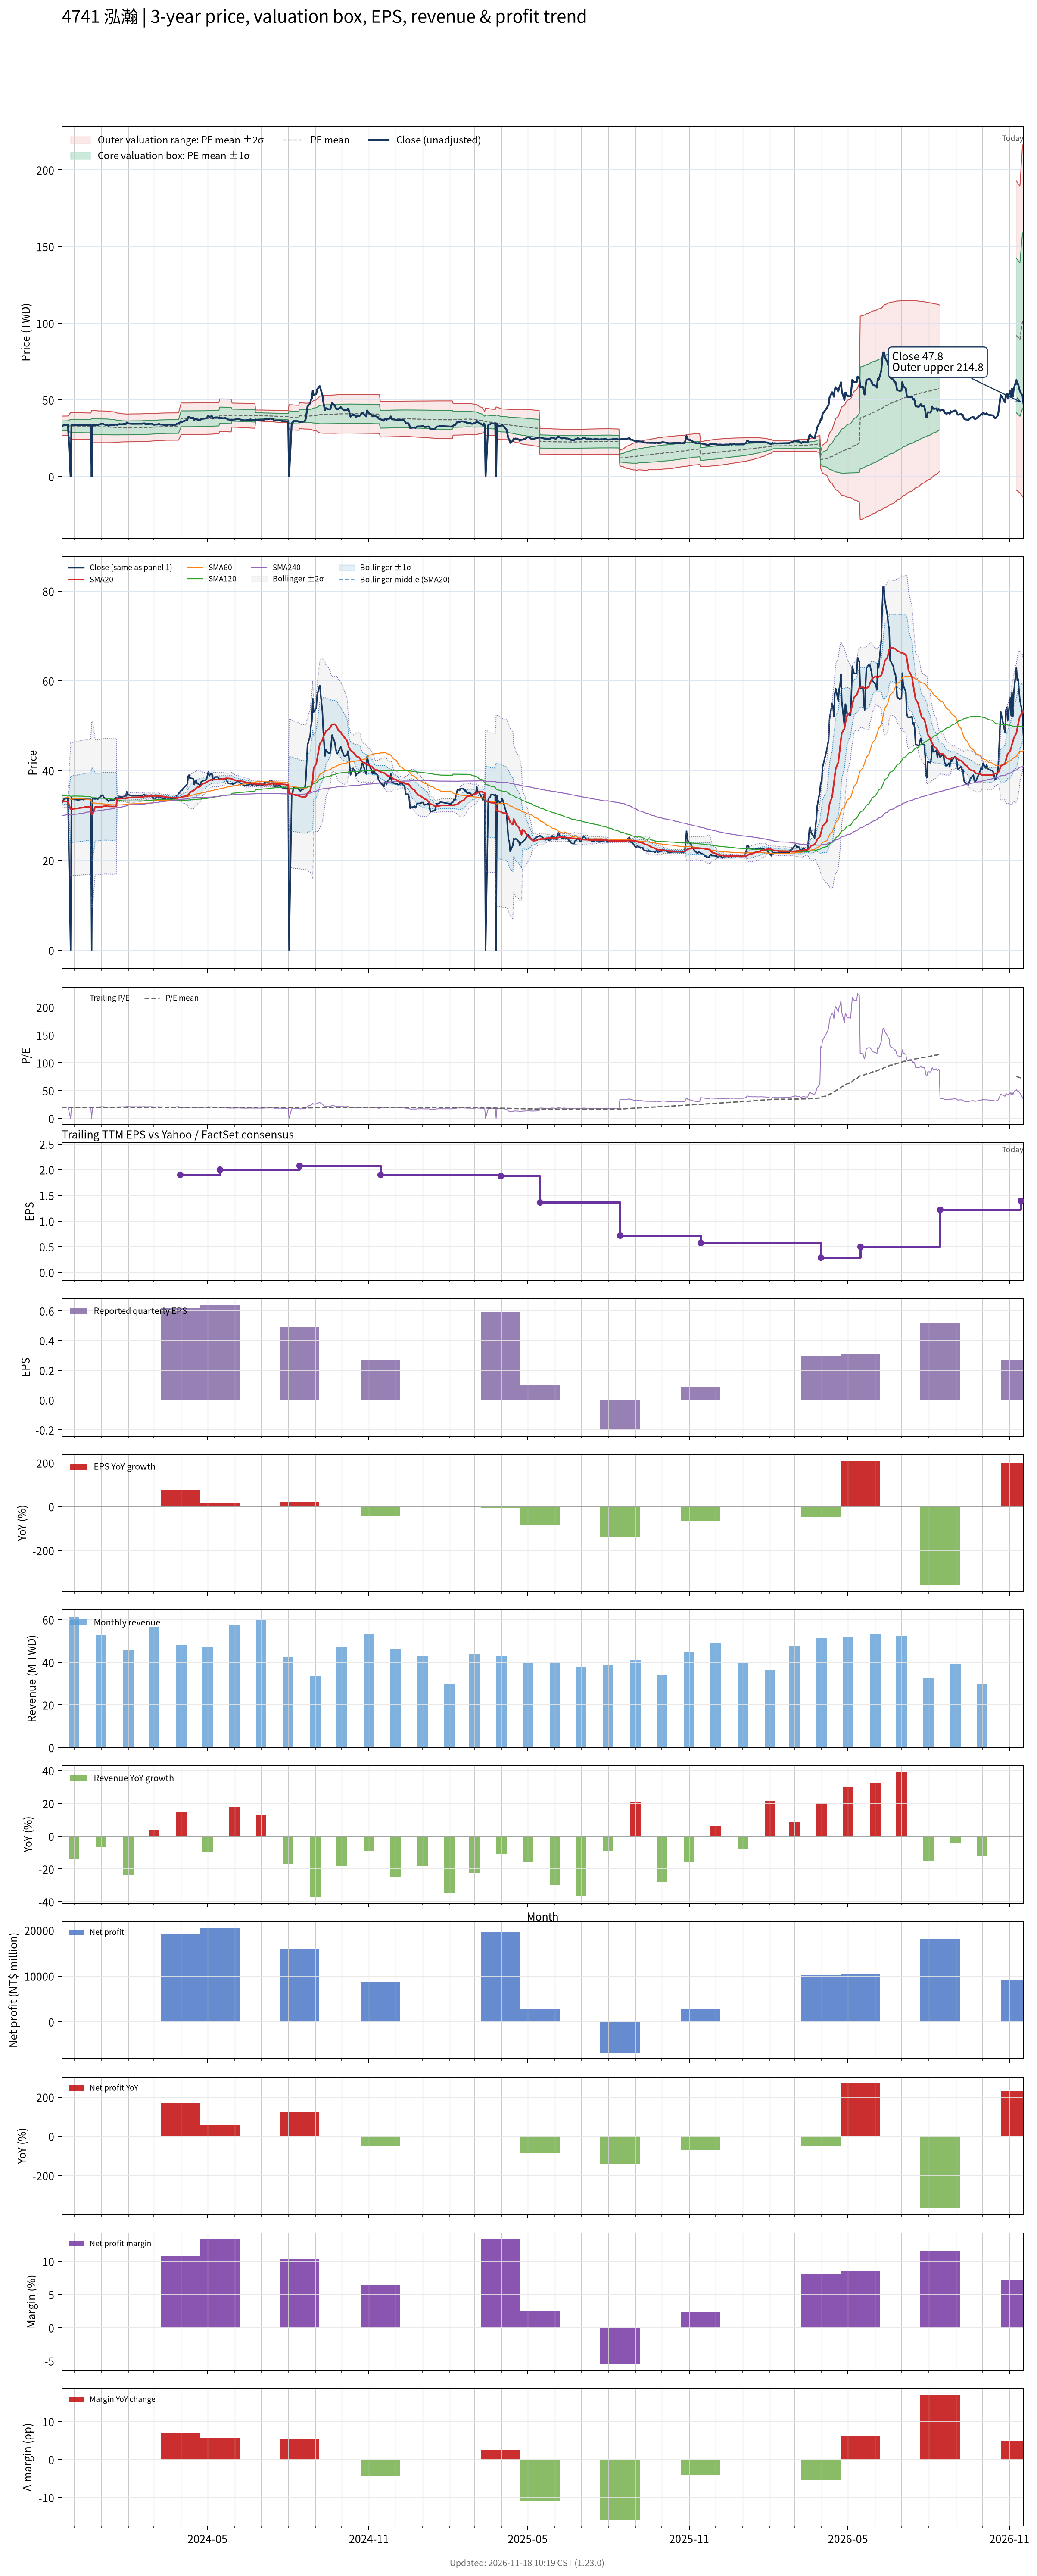 4741 泓瀚 | 3-year price, valuation box, EPS, revenue & profit trend
Outer valuation range: PE mean ±2σ
Core valuation box: PE mean ±1σ
PE mean
Close (unadjusted)
Today
Price (TWD)
200
150
100
50
0
Close 47.8
Outer upper 214.8
Close (same as panel 1)
SMA20
SMA60
SMA120
SMA240
Bollinger ±2σ
Bollinger ±1σ
Bollinger middle (SMA20)
Price
80
60
40
20
0
Trailing P/E
P/E mean
P/E
200
150
100
50
0
Trailing TTM EPS vs Yahoo / FactSet consensus
Today
EPS
2.5
2.0
1.5
1.0
0.5
0.0
Reported quarterly EPS
EPS
0.6
0.4
0.2
0.0
-0.2
EPS YoY growth
YoY (%)
200
0
-200
Monthly revenue
Revenue (M TWD)
60
40
20
0
Revenue YoY growth
YoY (%)
40
20
0
-20
-40
Month
Net profit
Net profit (NT$ million)
20000
10000
0
Net profit YoY
YoY (%)
200
0
-200
Net profit margin
Margin (%)
10
5
0
-5
Margin YoY change
Δ margin (pp)
10
0
-10
2024-05
2024-11
2025-05
2025-11
2026-05
2026-11
Updated: 2026-11-18 10:19 CST (1.23.0)